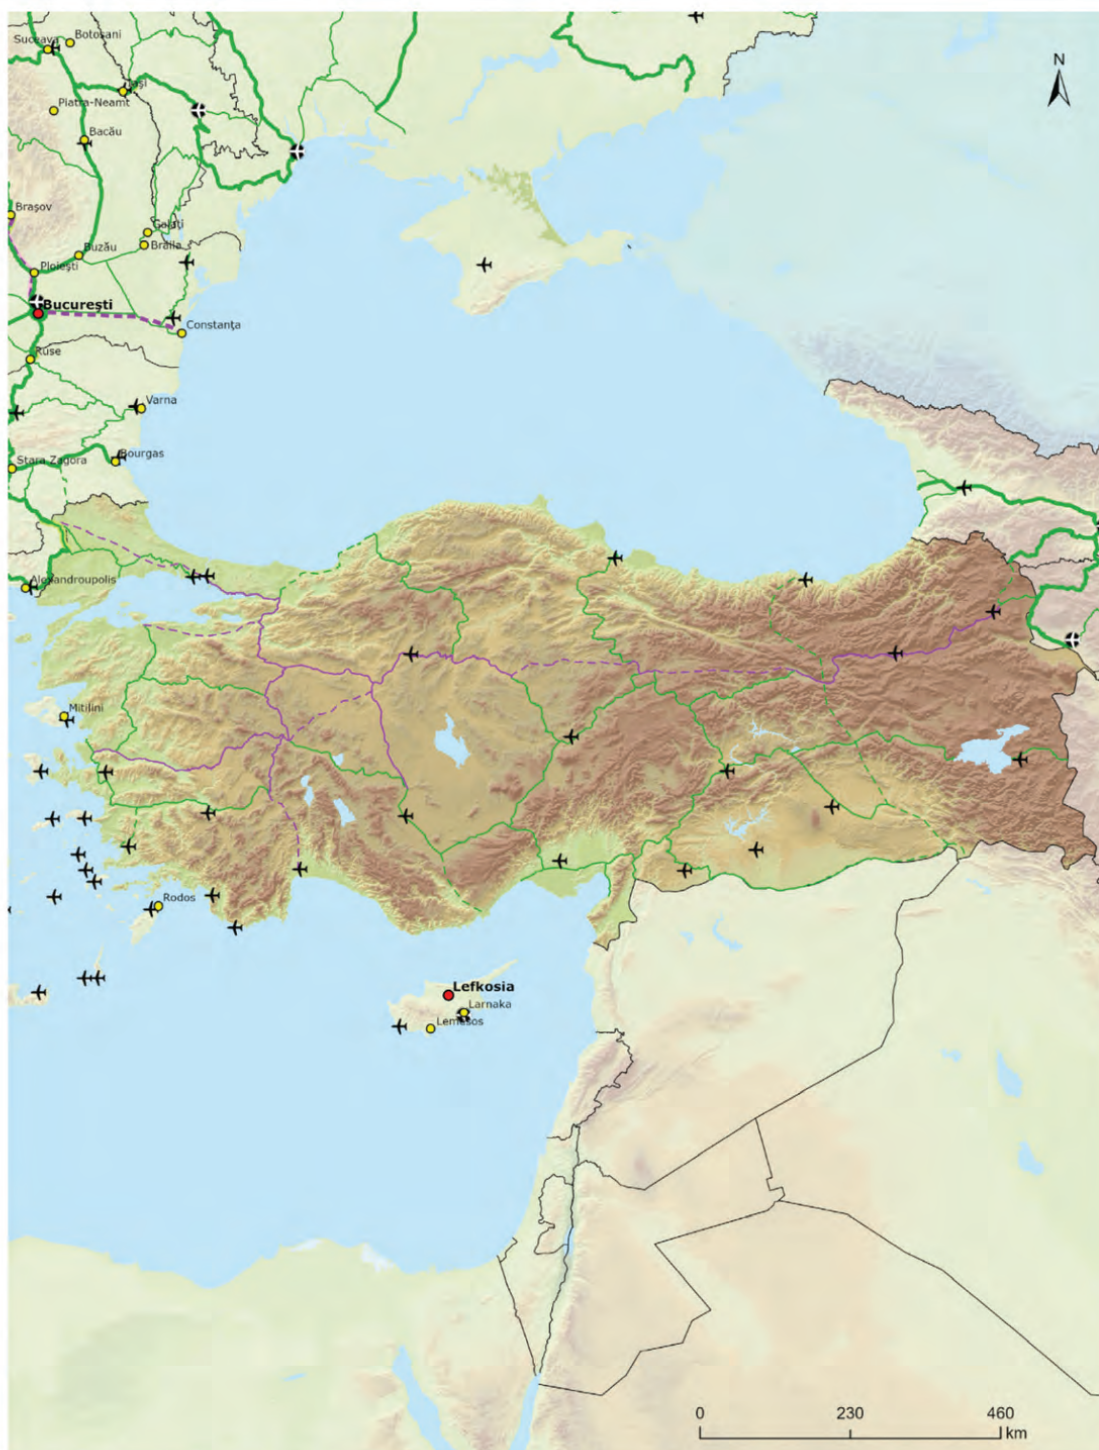 N
Botoșani
Suceava
Iași
Piatra-Neamt
Bacău
Brașov
Galați
Brăila
Buzău
Ploiești
București
Constanța
Ruse
Varna
Bourgas
Stara Zagora
Alexandroupolis
Mitilini
Rodos
Lefkosia
Larnaka
Lemesos
0 230 460
km